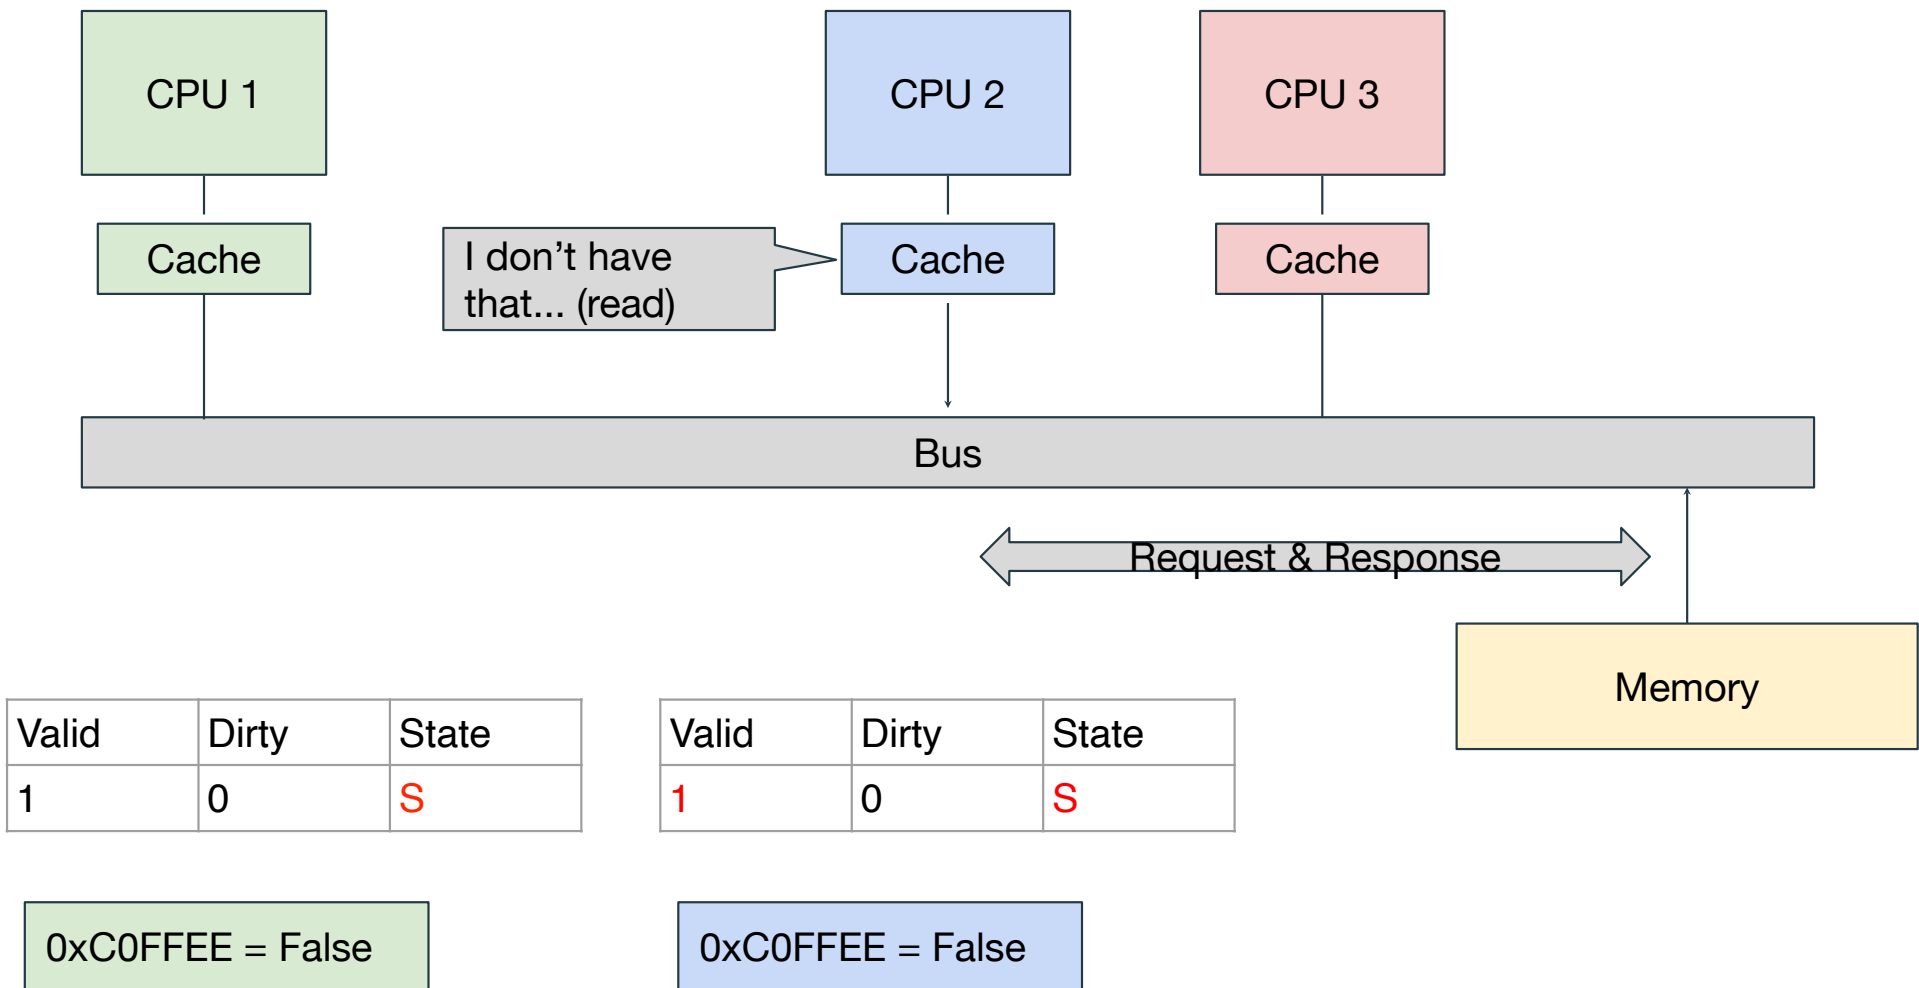 CPU 1
CPU 2
CPU 3
Cache
I don’t have
that... (read)
Cache
Cache
Bus
Request & Response
Memory
Valid Dirty State
1 0 S
Valid Dirty State
1 0 S
0xC0FFEE = False
0xC0FFEE = False